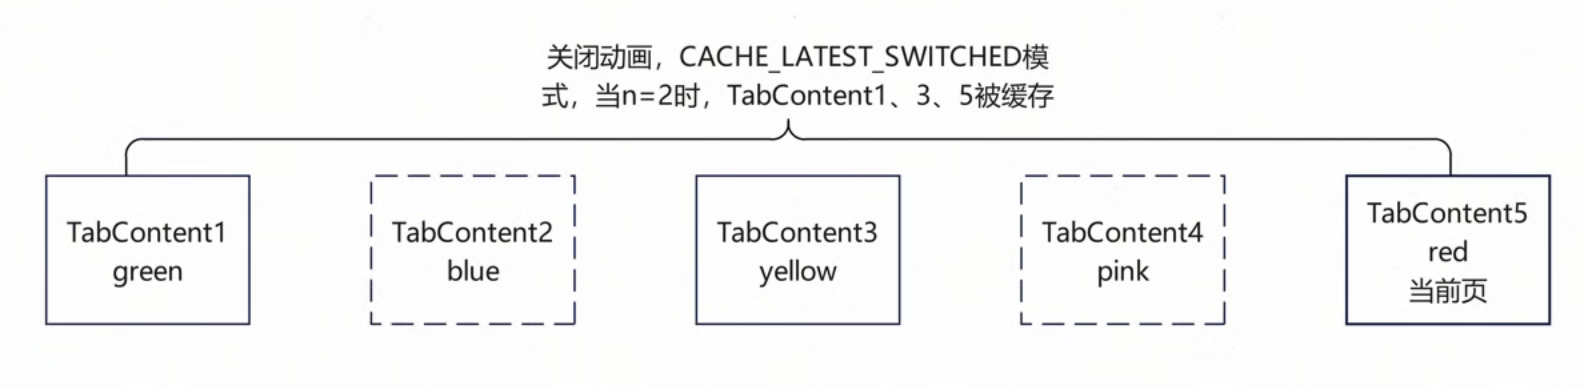 关闭动画，CACHE_LATEST_SWITCHED模
式，当n=2时，TabContent1、3、5被缓存
TabContent1
green
TabContent2
blue
TabContent3
yellow
TabContent4
pink
TabContent5
red
当前页